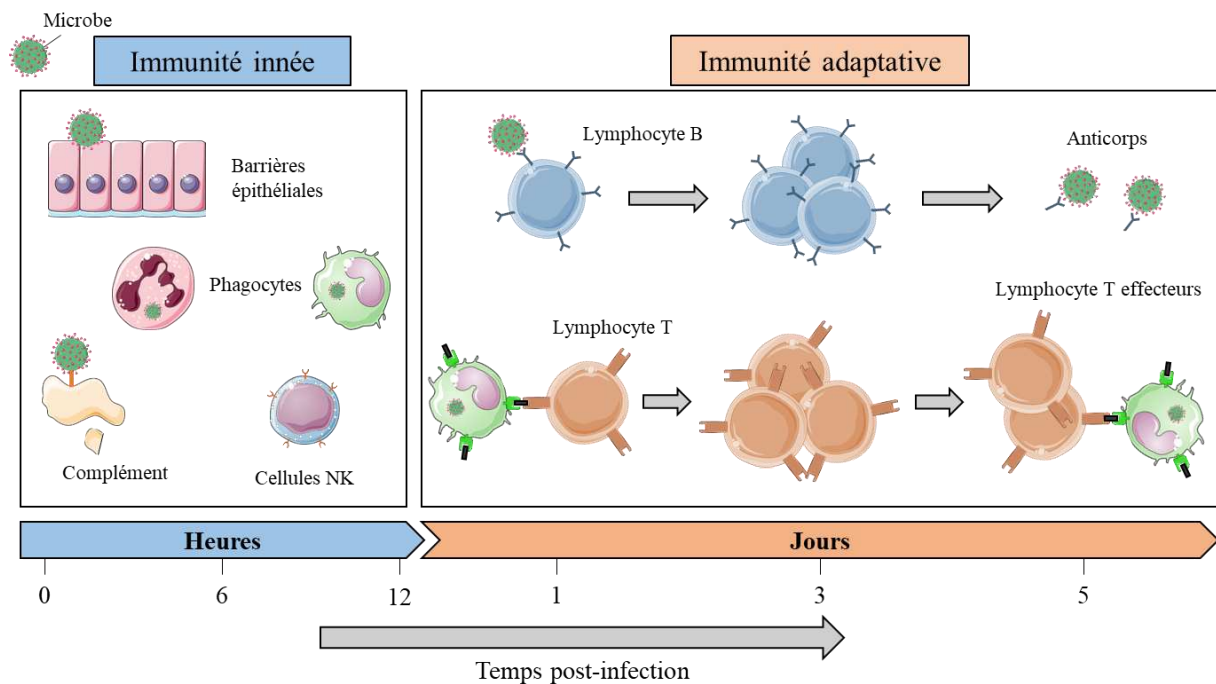 Microbe
Immunité innée
Immunité adaptative
Barrières
épithéliales
Phagocytes
Complément
Cellules NK
Lymphocyte B
Anticorps
Lymphocyte T
Lymphocyte T effecteurs
Heures
Jours
0
6
12
1
3
5
Temps post-infection